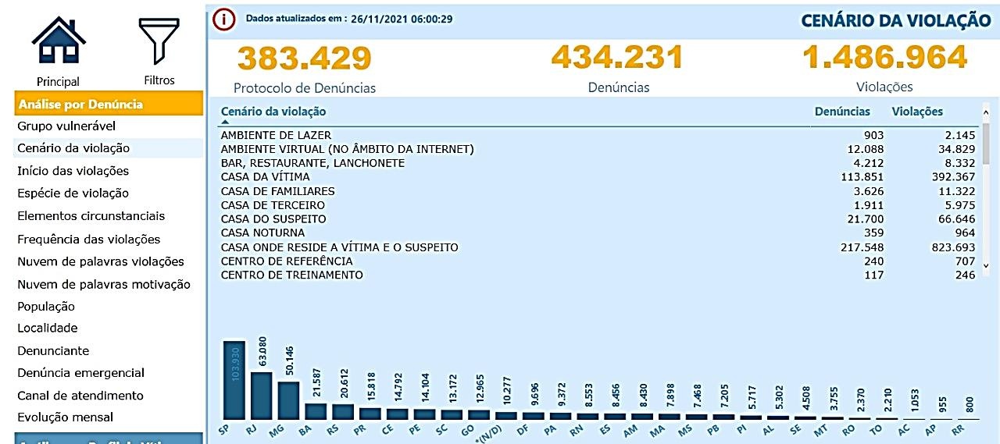 Principal
Filtros
Análise por Denúncia
Grupo vulnerável
Cenário da violação
Início das violações
Espécie de violação
Elementos circunstanciais
Frequência das violações
Nuvem de palavras violações
Nuvem de palavras motivação
População
Localidade
Denunciante
Denúncia emergencial
Canal de atendimento
Evolução mensal
i Dados atualizados em : 26/11/2021 06:00:29
CENÁRIO DA VIOLAÇÃO
383.429 434.231 1.486.964
Protocolo de Denúncias Denúncias Violações
Cenário da violação Denúncias Violações
AMBIENTE DE LAZER 903 2.145
AMBIENTE VIRTUAL (NO ÂMBITO DA INTERNET) 12.088 34.829
BAR, RESTAURANTE, LANCHONETE 4.212 8.332
CASA DA VÍTIMA 113.851 392.367
CASA DE FAMILIARES 3.626 11.322
CASA DE TERCEIRO 1.911 5.975
CASA DO SUSPEITO 21.700 66.646
CASA NOTURNA 359 964
CASA ONDE RESIDE A VÍTIMA E O SUSPEITO 217.548 823.693
CENTRO DE REFERÊNCIA 240 707
CENTRO DE TREINAMENTO 117 246
103.930 63.080 50.146 21.587 20.612 15.818 14.792 14.104 13.172 12.965 10.277 9.696 9.372 8.553 8.456 8.430 7.898 7.468 7.205 5.717 5.302 4.508 3.755 2.370 2.210 1.053 955 800
SP RJ MG BA RS PR CE PE SC GO *(N/D) DF PA RN ES AM MA MS PB PI AL SE MT RO TO AC AP RR